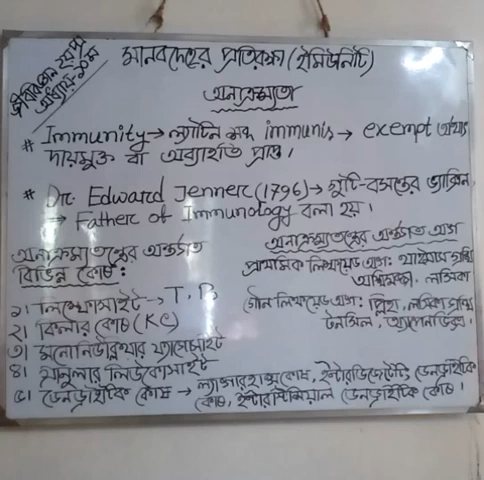 জীববিজ্ঞান ২য় পত্র
অধ্যায়-১০ম
মানবদেহের প্রতিরক্ষা (ইমিউনিটি)
অনাক্রম্যতা
# Immunity → ল্যাটিন শব্দ immunis → exempt অর্থাৎ
দায়মুক্ত বা অব্যাহতি প্রাপ্ত।
# Dr. Edward Jenner (1796) → গুটি-বসন্তের ভ্যাক্সিন
→ Father of Immunology বলা হয়।
অনাক্রম্যতন্ত্রের অন্তর্গত
বিভিন্ন কোষ:
১। লিম্ফোসাইট → T, B
২। কিলার কোষ (KC)
৩। মনোনিউক্লিয়ার ফ্যাগোসাইট
৪। গ্রানুলার লিউকোসাইট
৫। ডেনড্রাইটিক কোষ → ল্যাঙ্গারহ্যান্স কোষ, ইন্টারডিজিটেটিং ডেনড্রাইটিক
কোষ, ইন্টারস্টিশিয়াল ডেনড্রাইটিক কোষ।
অনাক্রম্যতন্ত্রের অন্তর্গত অঙ্গ
প্রাথমিক লিম্ফয়েড অঙ্গ: থাইমাস গ্রন্থি
অস্থিমজ্জা, লসিকা
গৌন লিম্ফয়েড অঙ্গ: প্লিহা, লসিকা গ্রন্থি
টনসিল, অ্যাপেনডিক্স।